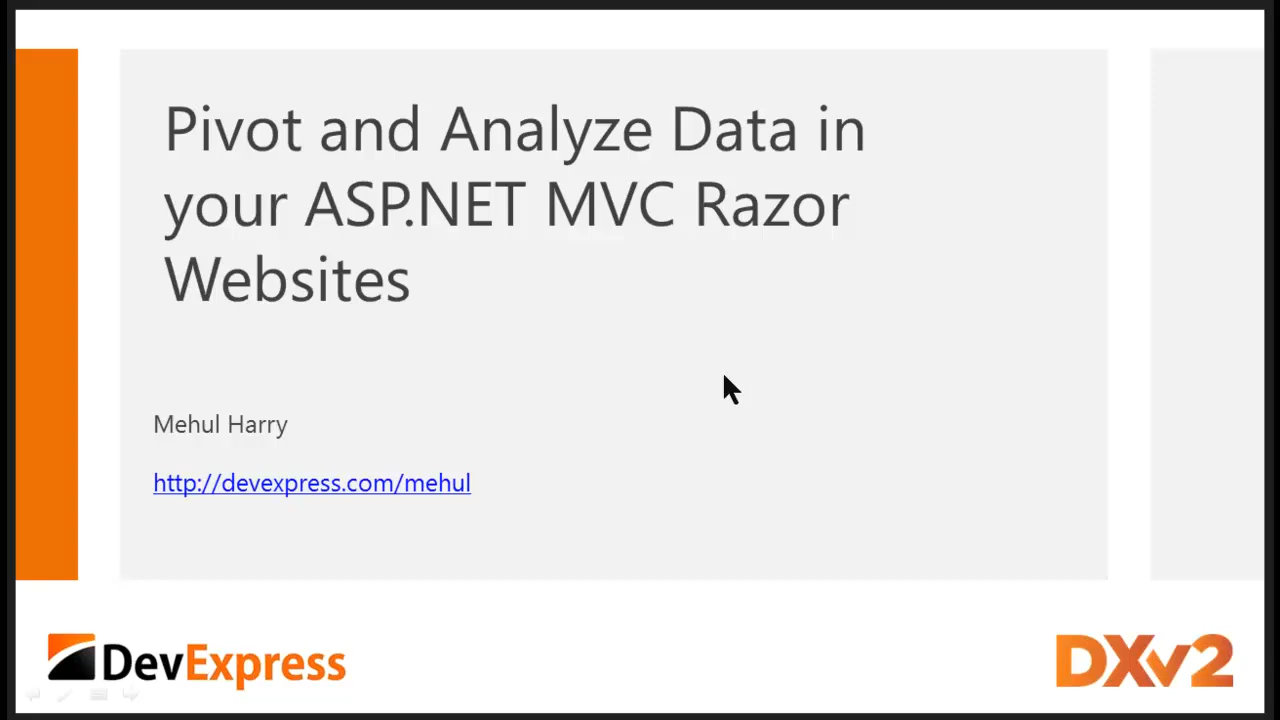 Pivot and Analyze Data in
your ASP.NET MVC Razor
Websites
Mehul Harry
http://devexpress.com/mehul
DevExpress
DXv2